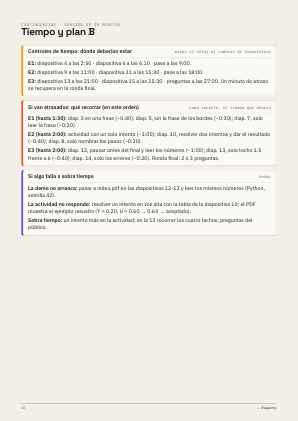 CONTINGENCIAS · VERSIÓN DE 30 MINUTOS
Tiempo y plan B
Controles de tiempo: dónde deberían estar
mirar el reloj al cambiar de diapositiva
E1: diapositiva 4 a las 2:50 · diapositiva 6 a las 6:10 · pase a las 9:00.
E2: diapositiva 9 a las 11:00 · diapositiva 11 a las 15:30 · pase a las 18:00.
E3: diapositiva 13 a las 21:00 · diapositiva 15 a las 25:30 · preguntas a las 27:00. Un minuto de atraso
se recupera en la ronda final.
Si van atrasados: qué recortar (en este orden)
cada recorte, el tiempo que ahorra
E1 (hasta 1:30): diap. 3 en una frase (−0:40); diap. 5, sin la frase de los bordes (−0:30); diap. 7, solo
leer la frase (−0:20).
E2 (hasta 2:00): actividad con un solo intento (−1:00); diap. 10, resolver dos intentos y dar el resultado
(−0:40); diap. 9, solo nombrar los pasos (−0:20).
E3 (hasta 2:00): diap. 12, pausar antes del final y leer los números (−0:40); diap. 13, solo techo 1.5
frente a 6 (−0:40); diap. 14, solo los errores (−0:20). Ronda final: 2 o 3 preguntas.
Si algo falla o sobra tiempo
todos
La demo no arranca: pasar a redes.pdf en las diapositivas 12-13 y leer los mismos números (Python,
semilla 42).
La actividad no responde: resolver un intento en voz alta con la tabla de la diapositiva 10; el PDF
muestra el ejemplo resuelto (Y = 0.20, U = 0.60 → 0.64 → aceptado).
Sobra tiempo: un intento más en la actividad; en la 13 recorrer los cuatro techos; preguntas del
público.